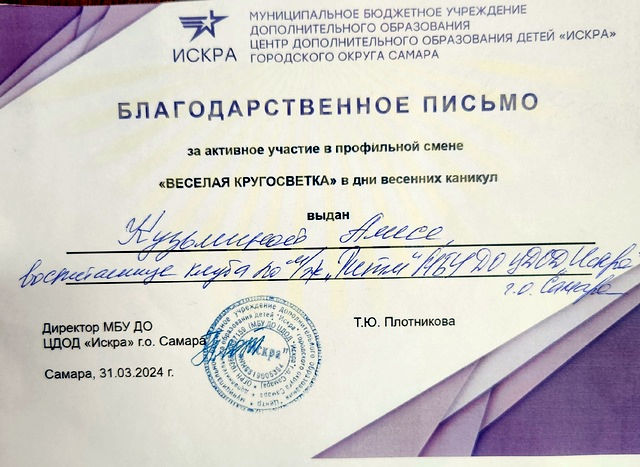 ИСКРА
МУНИЦИПАЛЬНОЕ БЮДЖЕТНОЕ УЧРЕЖДЕНИЕ
ДОПОЛНИТЕЛЬНОГО ОБРАЗОВАНИЯ
ЦЕНТР ДОПОЛНИТЕЛЬНОГО ОБРАЗОВАНИЯ ДЕТЕЙ «ИСКРА»
ГОРОДСКОГО ОКРУГА САМАРА
БЛАГОДАРСТВЕННОЕ ПИСЬМО
за активное участие в профильной смене
«ВЕСЕЛАЯ КРУГОСВЕТКА» в дни весенних каникул
выдан
Кузьминой Алисе,
воспитаннице клуба по м/ж МБУ ДО ЦДОД Искра"
г.о. Самара
Директор МБУ ДО
ЦДОД «Искра» г.о. Самара
Т.Ю. Плотникова
Самара, 31.03.2024 г.
"Искра"